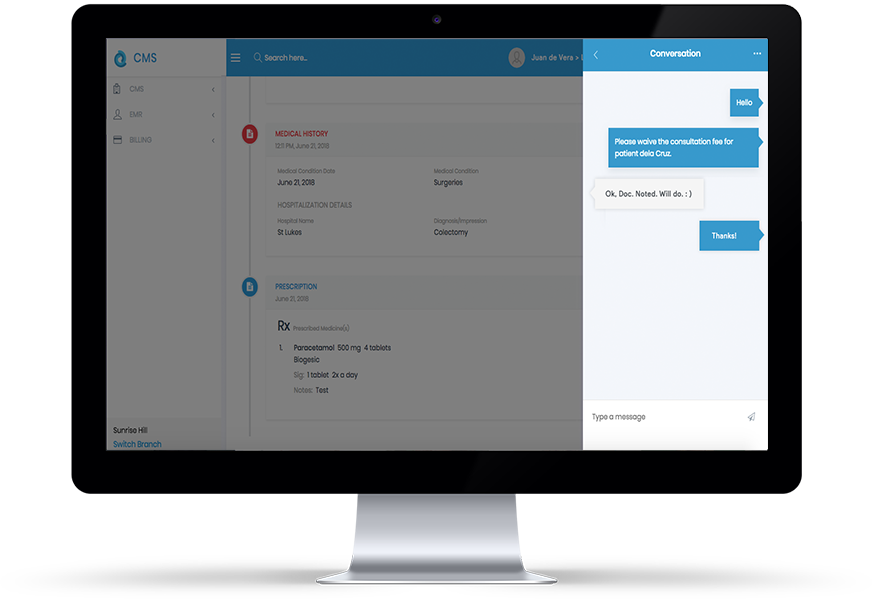 CMS
Search here...
Juan de Vera >
CMS
EMR
BILLING
Sunrise Hill
Switch Branch
MEDICAL HISTORY
12:11 PM, June 21, 2018
Medical Condition Date
Medical Condition
June 21, 2018
Surgeries
HOSPITALIZATION DETAILS
Hospital Name
Diagnosis/Impression
St Lukes
Colectomy
PRESCRIPTION
June 21, 2018
Rx Prescribed Medicine(s)
1. Paracetamol 500 mg 4 tablets
Biogesic
Sig: 1 tablet 2x a day
Notes: Test
Conversation
Hello
Please waive the consultation fee for
patient dela Cruz.
Ok, Doc. Noted. Will do. : )
Thanks!
Type a message